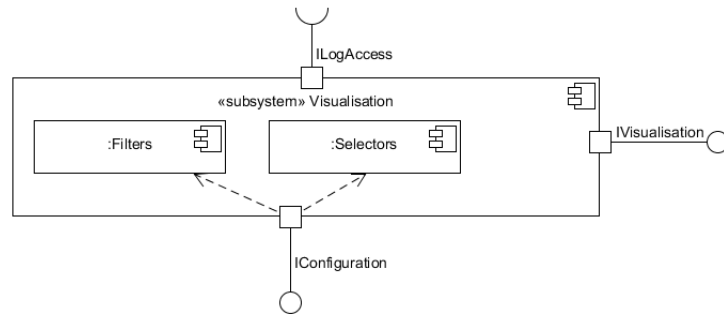 ILogAccess
«subsystem» Visualisation
IVisualisation
:Filters
:Selectors
IConfiguration